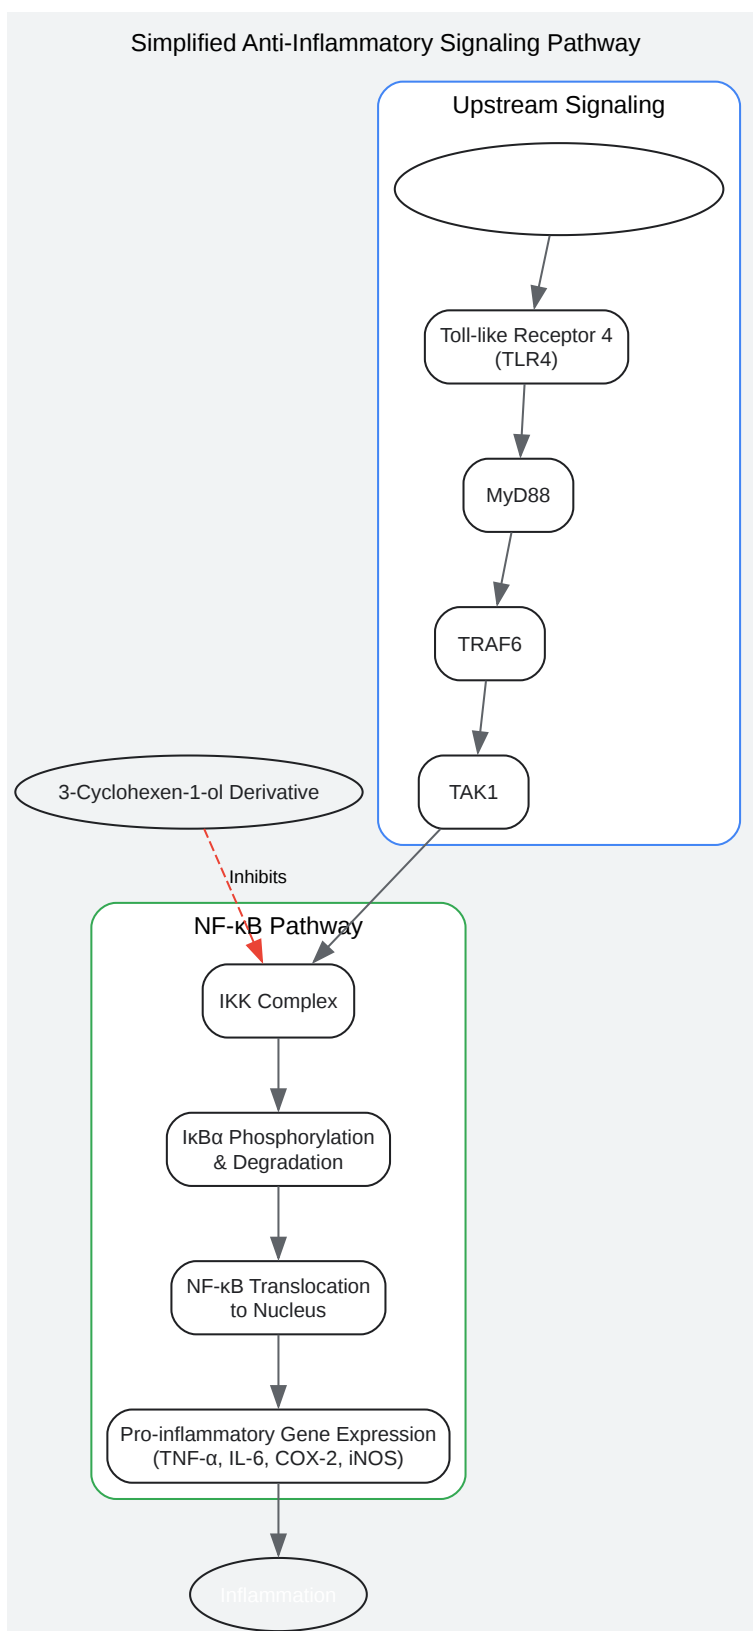 Simplified Anti-Inflammatory Signaling Pathway
Upstream Signaling
Toll-like Receptor 4
(TLR4)
MyD88
TRAF6
TAK1
3-Cyclohexen-1-ol Derivative
Inhibits
NF-κB Pathway
IKK Complex
IκBα Phosphorylation
& Degradation
NF-κB Translocation
to Nucleus
Pro-inflammatory Gene Expression
(TNF-α, IL-6, COX-2, iNOS)
Inflammation